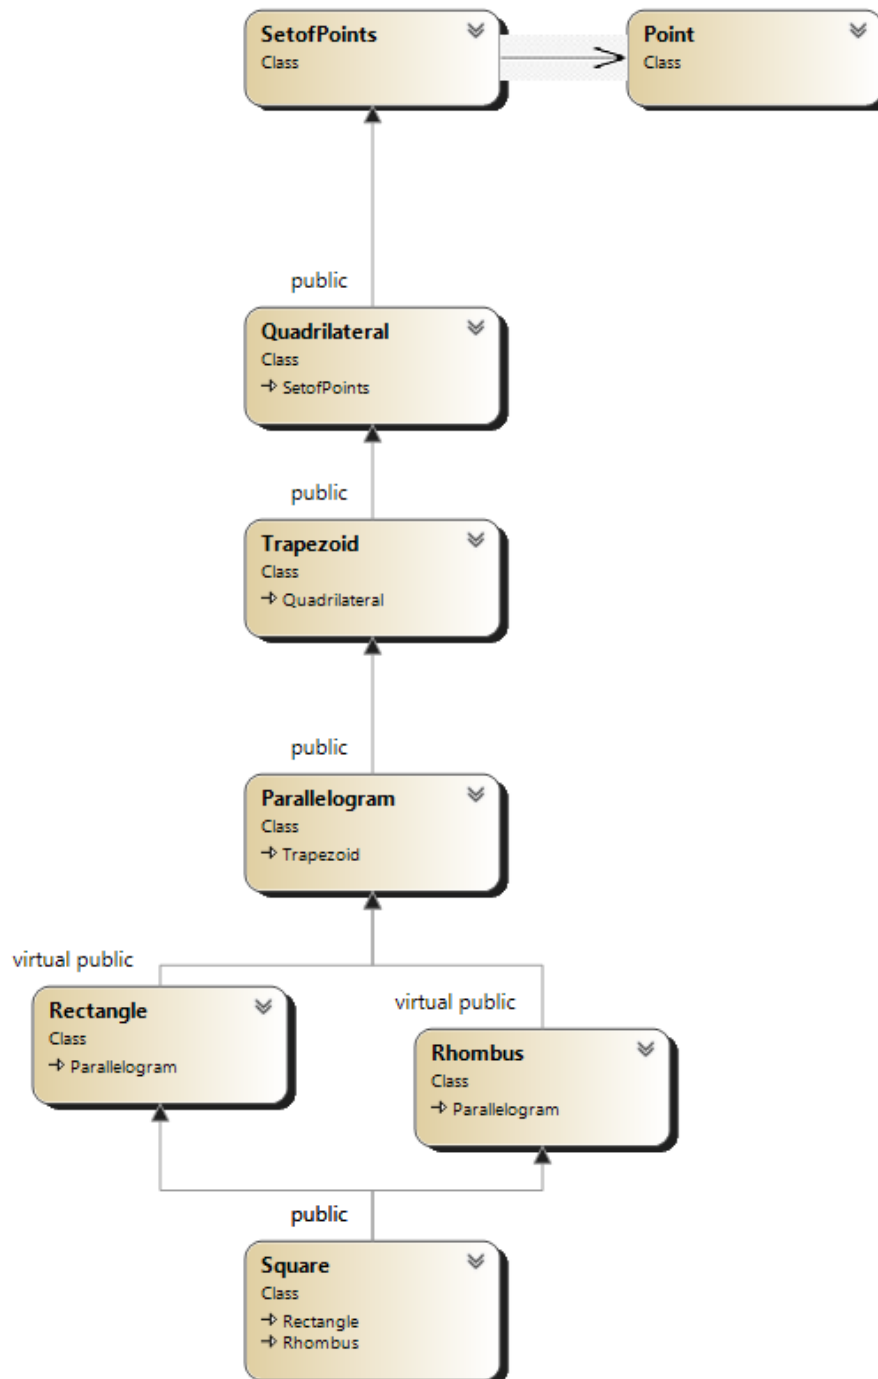 SetofPoints
Class
Point
Class
public
Quadrilateral
Class
SetofPoints
public
Trapezoid
Class
Quadrilateral
public
Parallelogram
Class
Trapezoid
virtual public
Rectangle
Class
Parallelogram
virtual public
Rhombus
Class
Parallelogram
public
Square
Class
Rectangle
Rhombus